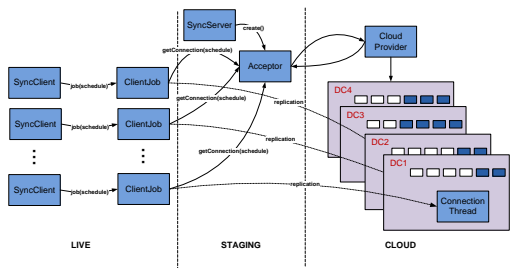 SyncServer
create()
Cloud
Provider
getConnection(schedule)
Acceptor
SyncClient
job(schedule)
ClientJob
DC4
getConnection(schedule)
replication
SyncClient
job(schedule)
ClientJob
DC3
replication
DC2
getConnection(schedule)
DC1
SyncClient
job(schedule)
ClientJob
replication
Connection
Thread
LIVE
STAGING
CLOUD